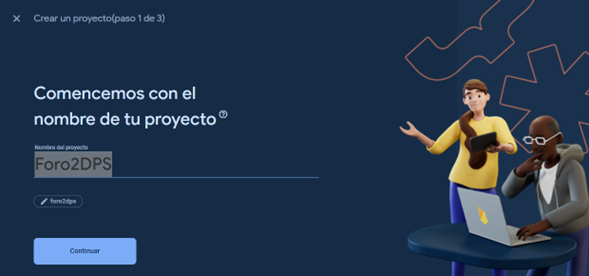 Crear un proyecto(paso 1 de 3)
Comencemos con el
nombre de tu proyecto
Nombre del proyecto
Foro2DPS
foro2dps
Continuar